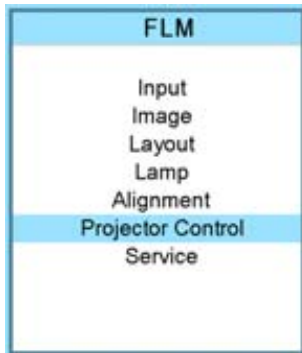 FLM
Input
Image
Layout
Lamp
Alignment
Projector Control
Service